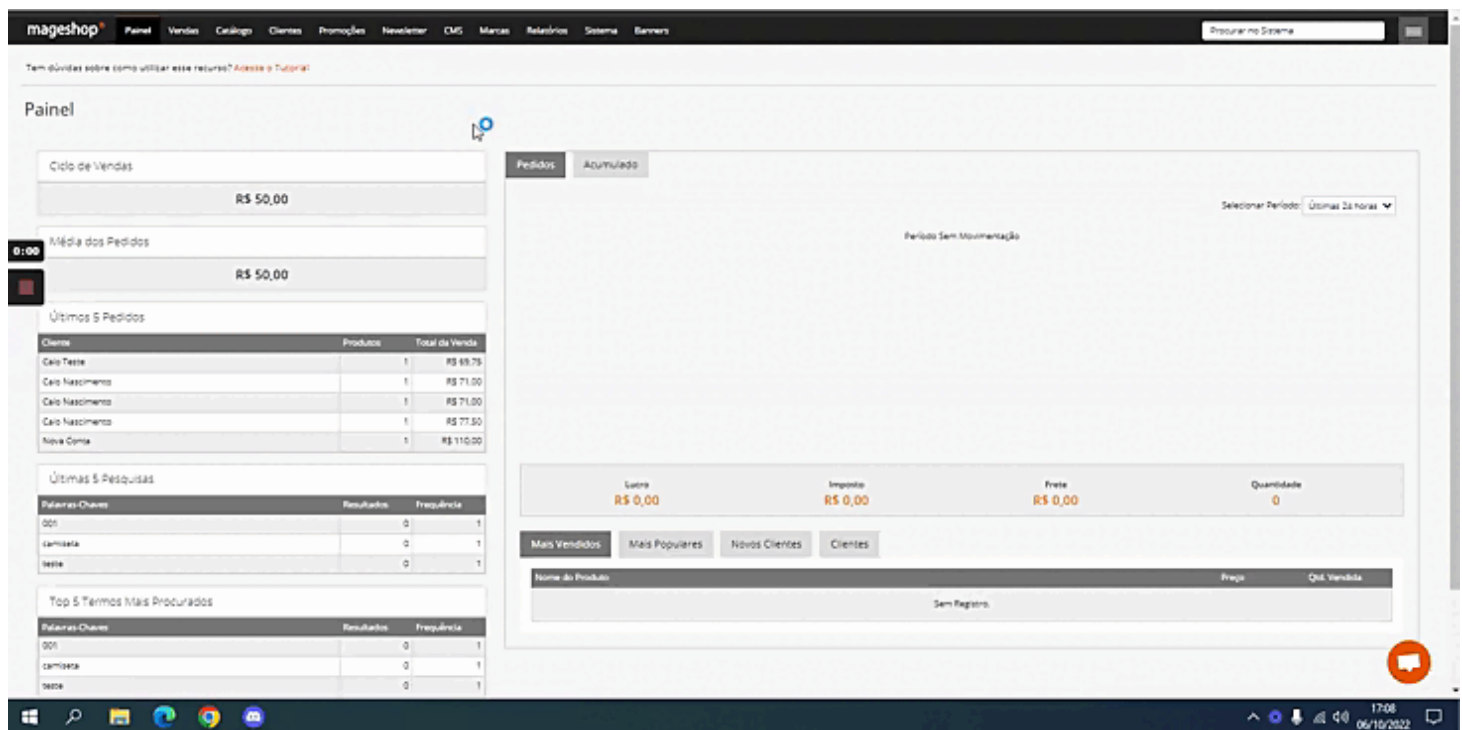 mageshop Painel Vendas Catálogo Clientes Promoções Newsletter CMS Marcas Relatórios Sistema Banners Procurar no Sistema
Tem dúvidas sobre como utilizar esse recurso? Acesse o Tutorial
Painel
Ciclo de Vendas
R$ 50,00
Média dos Pedidos
0:00
R$ 50,00
Últimos 5 Pedidos
Cliente Produtos Total da Venda
Caio Teste 1 R$ 69,75
Caio Nascimento 1 R$ 71,00
Caio Nascimento 1 R$ 71,00
Caio Nascimento 1 R$ 77,50
Nova Conta 1 R$ 110,00
Últimas 5 Pesquisas
Palavras-Chaves Resultados Frequência
001 0 1
camiseta 0 1
teste 0 1
Top 5 Termos Mais Procurados
Palavras-Chaves Resultados Frequência
001 0 1
camiseta 0 1
teste 0 1
Pedidos Acumulado
Selecionar Período: Últimas 24 horas
Período Sem Movimentação
Lucro Imposto Frete Quantidade
R$ 0,00 R$ 0,00 R$ 0,00 0
Mais Vendidos Mais Populares Novos Clientes Clientes
Nome do Produto Preço Qtd. Vendida
Sem Registro.
17:08
06/10/2022